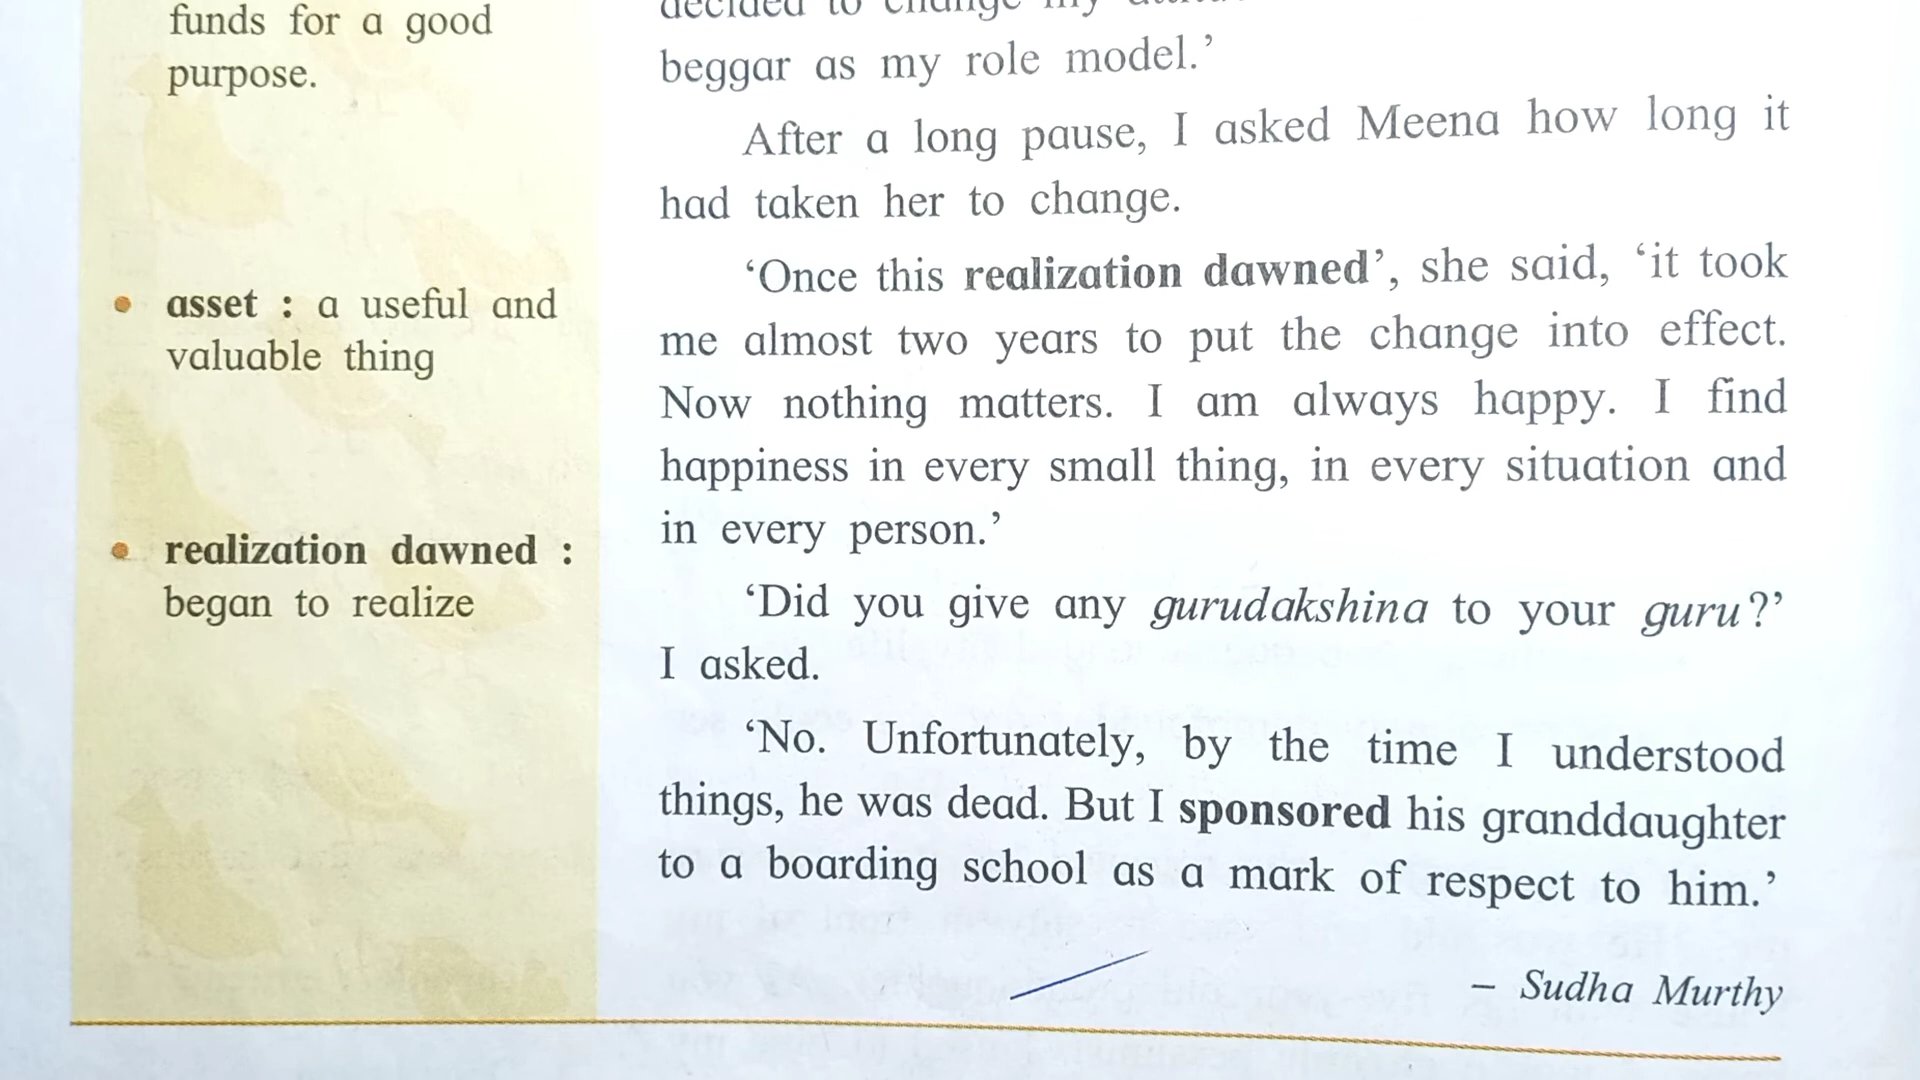 funds for a good
purpose.
asset : a useful and
valuable thing
realization dawned :
began to realize
decided to change my
beggar as my role model.’
After a long pause, I asked Meena how long it
had taken her to change.
‘Once this realization dawned’, she said, ‘it took
me almost two years to put the change into effect.
Now nothing matters. I am always happy. I find
happiness in every small thing, in every situation and
in every person.’
‘Did you give any gurudakshina to your guru?’
I asked.
‘No. Unfortunately, by the time I understood
things, he was dead. But I sponsored his granddaughter
to a boarding school as a mark of respect to him.’
– Sudha Murthy